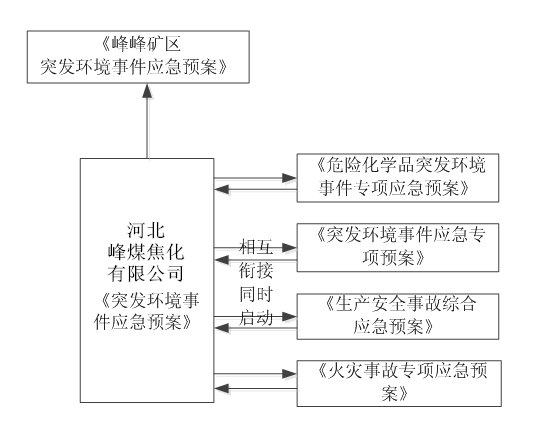 《峰峰矿区
突发环境事件应急预案》
河北
峰煤焦化
有限公司
《突发环境事
件应急预案》
相互
衔接
同时
启动
《危险化学品突发环境
事件专项应急预案》
《突发环境事件应急专
项预案》
《生产安全事故综合
应急预案》
《火灾事故专项应急预
案》